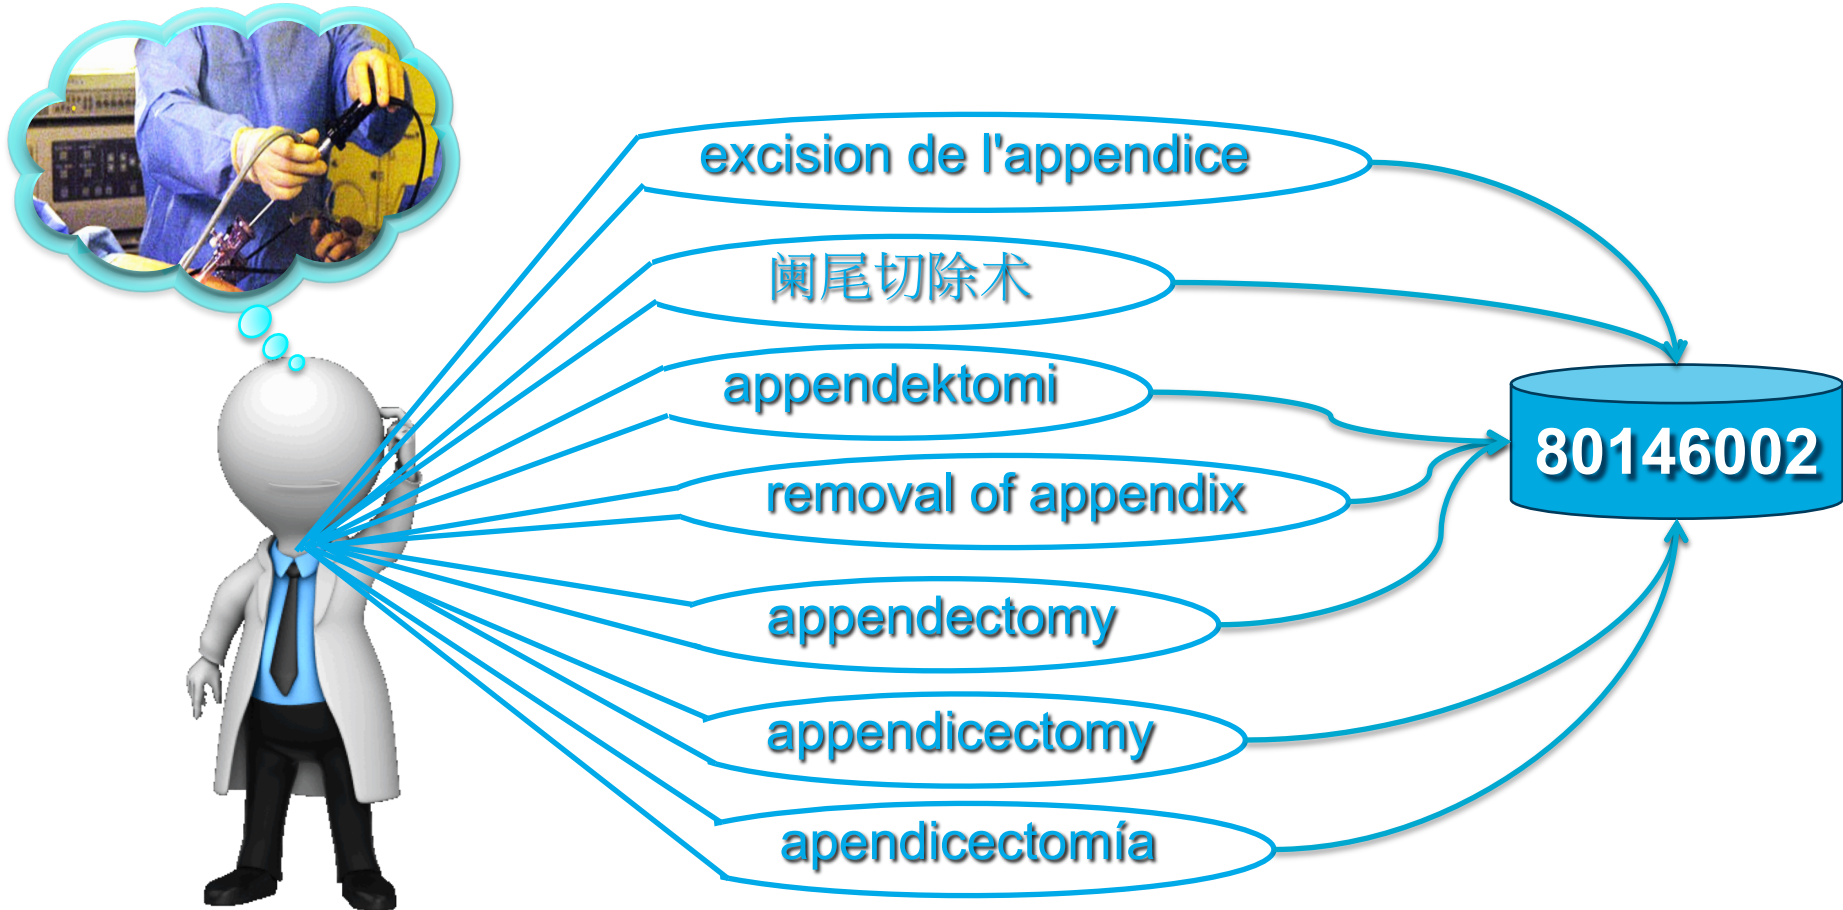 excision de l'appendice
阑尾切除术
appendektomi
removal of appendix
appendectomy
appendicectomy
apendicectomía
80146002